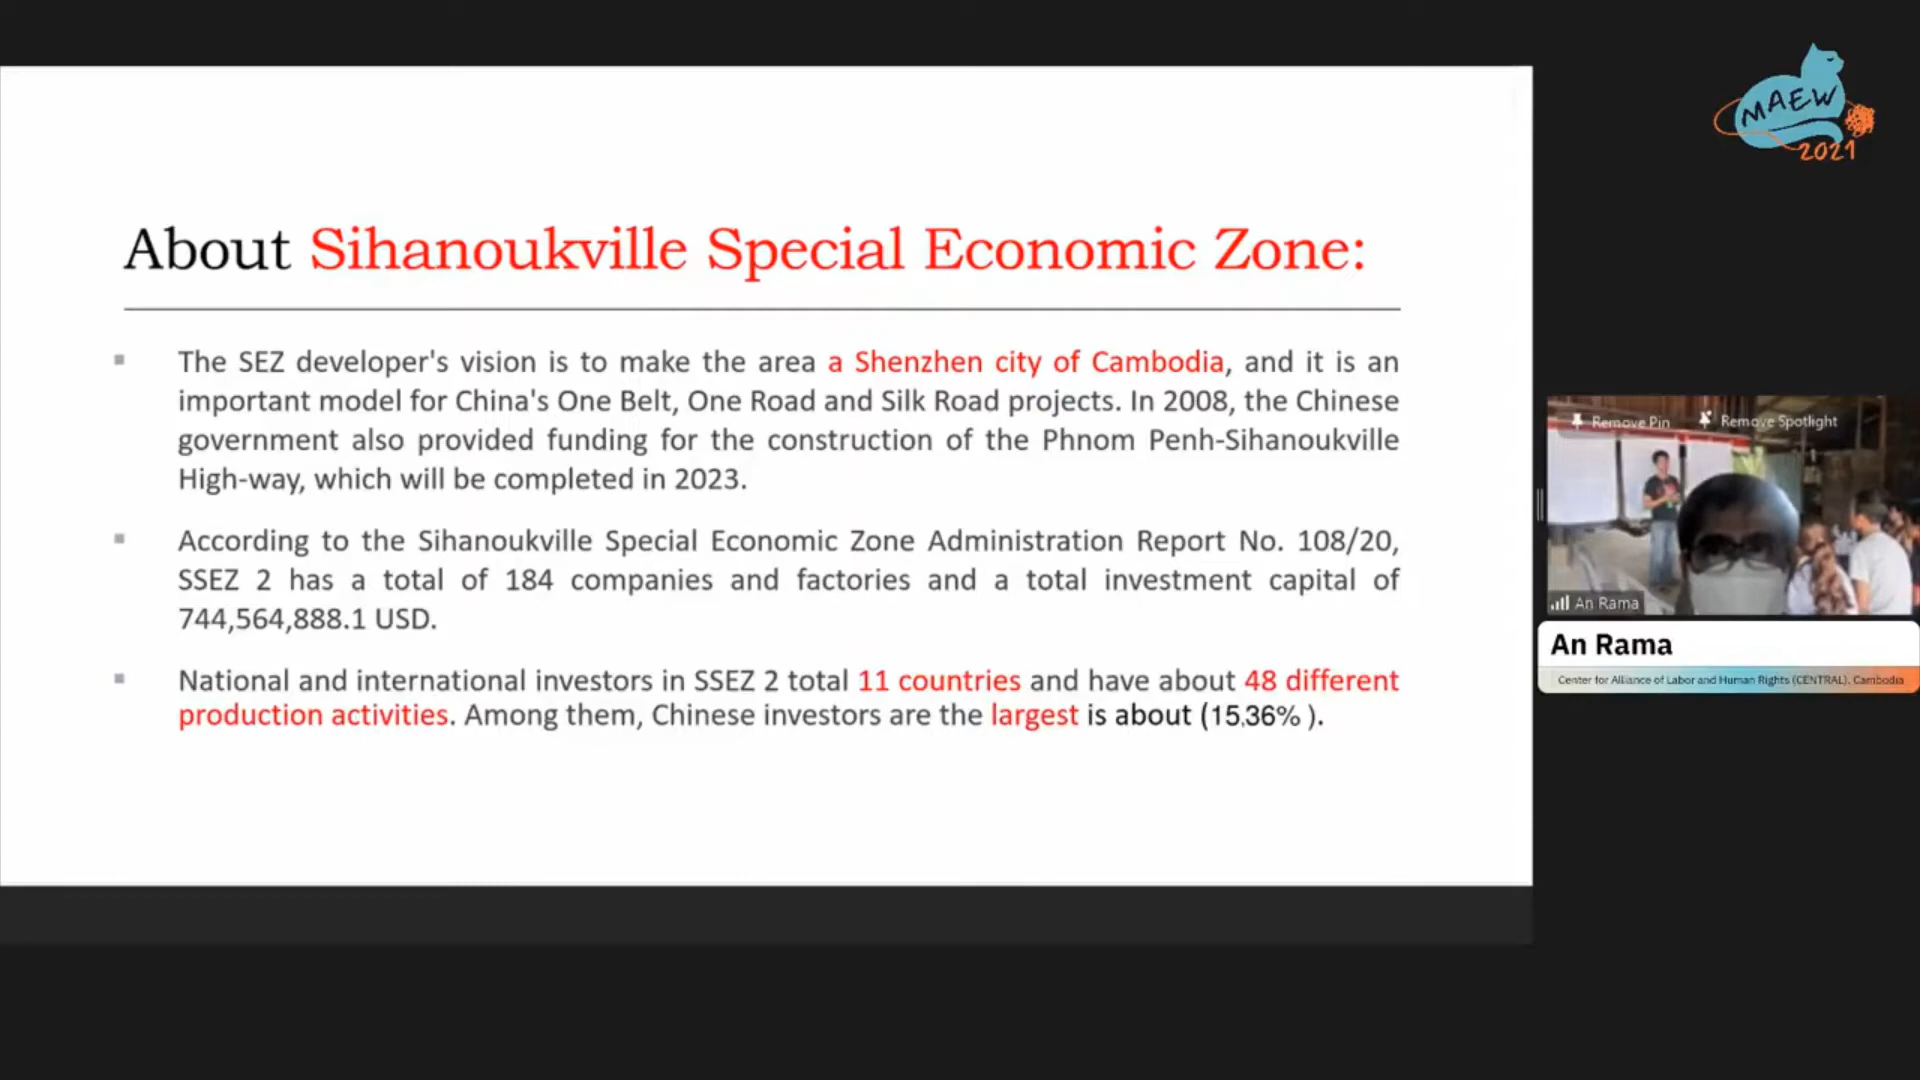 MAEW
2021
About Sihanoukville Special Economic Zone:
The SEZ developer's vision is to make the area a Shenzhen city of Cambodia, and it is an
important model for China's One Belt, One Road and Silk Road projects. In 2008, the Chinese
government also provided funding for the construction of the Phnom Penh-Sihanoukville
High-way, which will be completed in 2023.
According to the Sihanoukville Special Economic Zone Administration Report No. 108/20,
SSEZ 2 has a total of 184 companies and factories and a total investment capital of
744,564,888.1 USD.
National and international investors in SSEZ 2 total 11 countries and have about 48 different
production activities. Among them, Chinese investors are the largest is about (15.36% ).
Remove Pin Remove Spotlight
An Rama
An Rama
Center for Alliance of Labor and Human Rights (CENTRAL), Cambodia